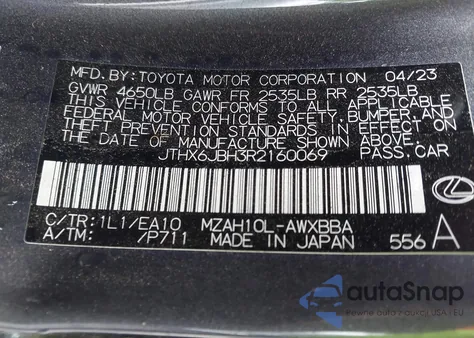 MFD. BY: TOYOTA MOTOR CORPORATION 04/23
GVWR 4650LB GAWR FR 2535LB RR 2535LB
THIS VEHICLE CONFORMS TO ALL APPLICABLE
FEDERAL MOTOR VEHICLE SAFETY, BUMPER, AND
THEFT PREVENTION STANDARDS IN EFFECT ON
THE DATE OF MANUFACTURE SHOWN ABOVE.
JTHX6JBH3R2160069 PASS. CAR
C/TR: 1L1/EA10 MZAH10L-AWXBBA
A/TM: /P711 MADE IN JAPAN 556 A
autoSnap